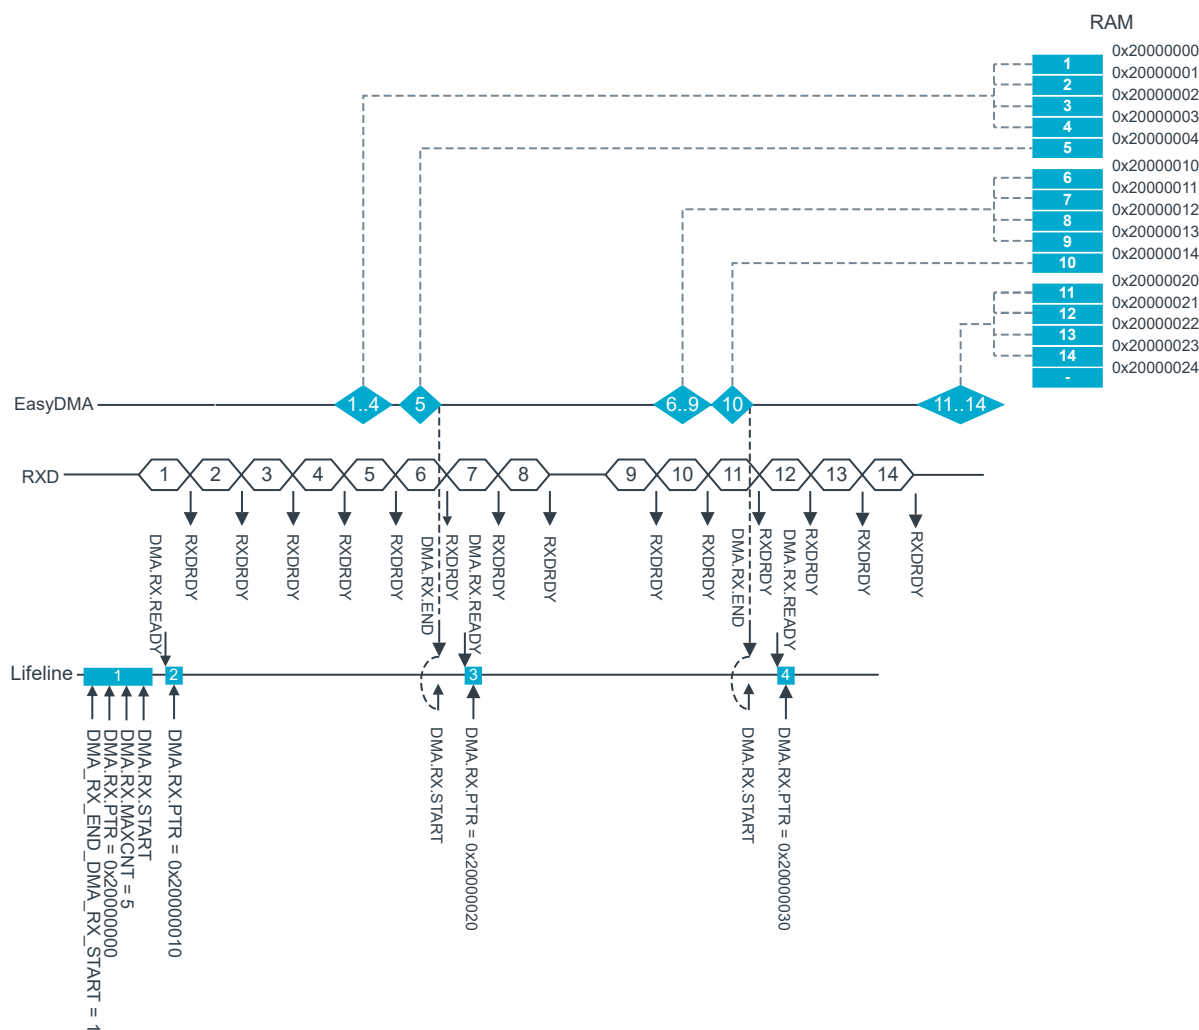 RAM
0x20000000
1
0x20000001
2
0x20000002
3
0x20000003
4
0x20000004
5
0x20000010
6
0x20000011
7
0x20000012
8
0x20000013
9
0x20000014
10
0x20000020
11
0x20000021
12
0x20000022
13
0x20000023
14
0x20000024
-
EasyDMA
1..4
5
6..9
10
11..14
RXD
1
2
3
4
5
6
7
8
9
10
11
12
13
14
DMA.RX.READY
RXDRDY
RXDRDY
RXDRDY
RXDRDY
RXDRDY
DMA.RX.END
RXDRDY
DMA.RX.READY
RXDRDY
RXDRDY
RXDRDY
RXDRDY
DMA.RX.END
RXDRDY
DMA.RX.READY
RXDRDY
RXDRDY
RXDRDY
Lifeline
1
2
3
4
DMA_RX_END_DMA_RX_START = 1
DMA.RX.PTR = 0x20000000
DMA.RX.MAXCNT = 5
DMA.RX.START
DMA.RX.PTR = 0x20000010
DMA.RX.START
DMA.RX.PTR = 0x20000020
DMA.RX.START
DMA.RX.PTR = 0x20000030